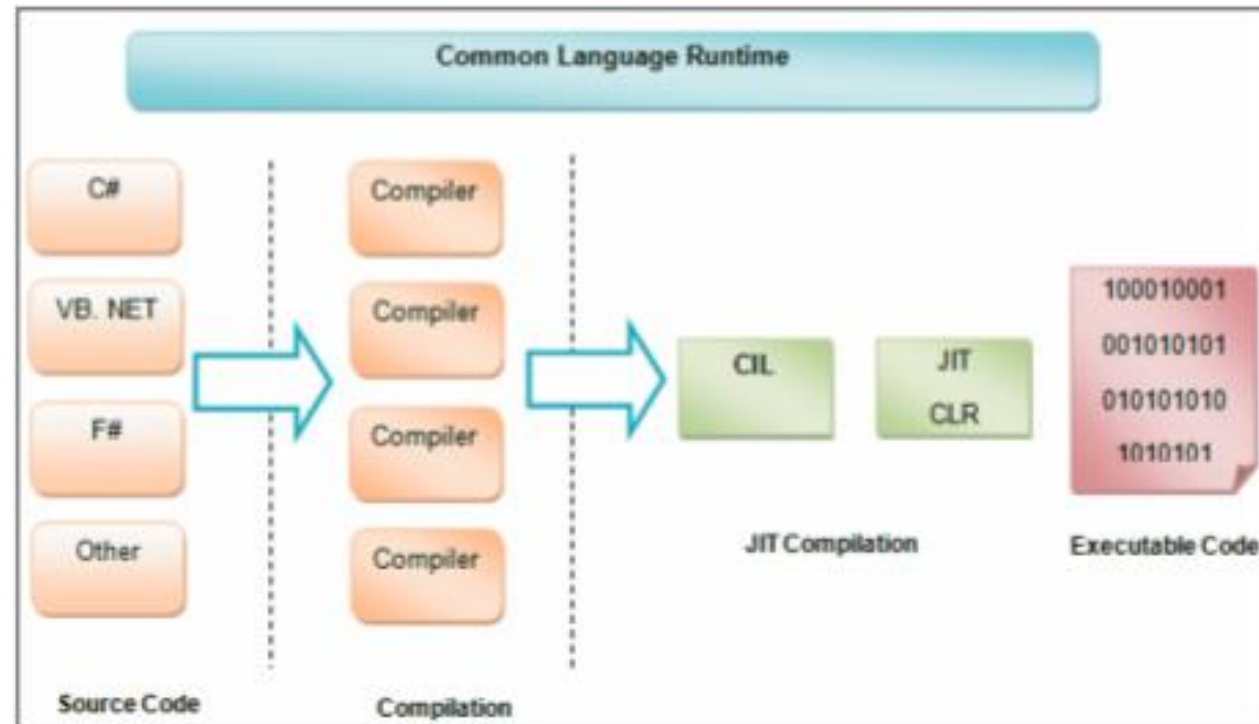 Common Language Runtime
C#
VB. NET
F#
Other
Source Code
Compiler
Compiler
Compiler
Compiler
Compilation
CIL
JIT
CLR
JIT Compilation
100010001
001010101
010101010
1010101
Executable Code